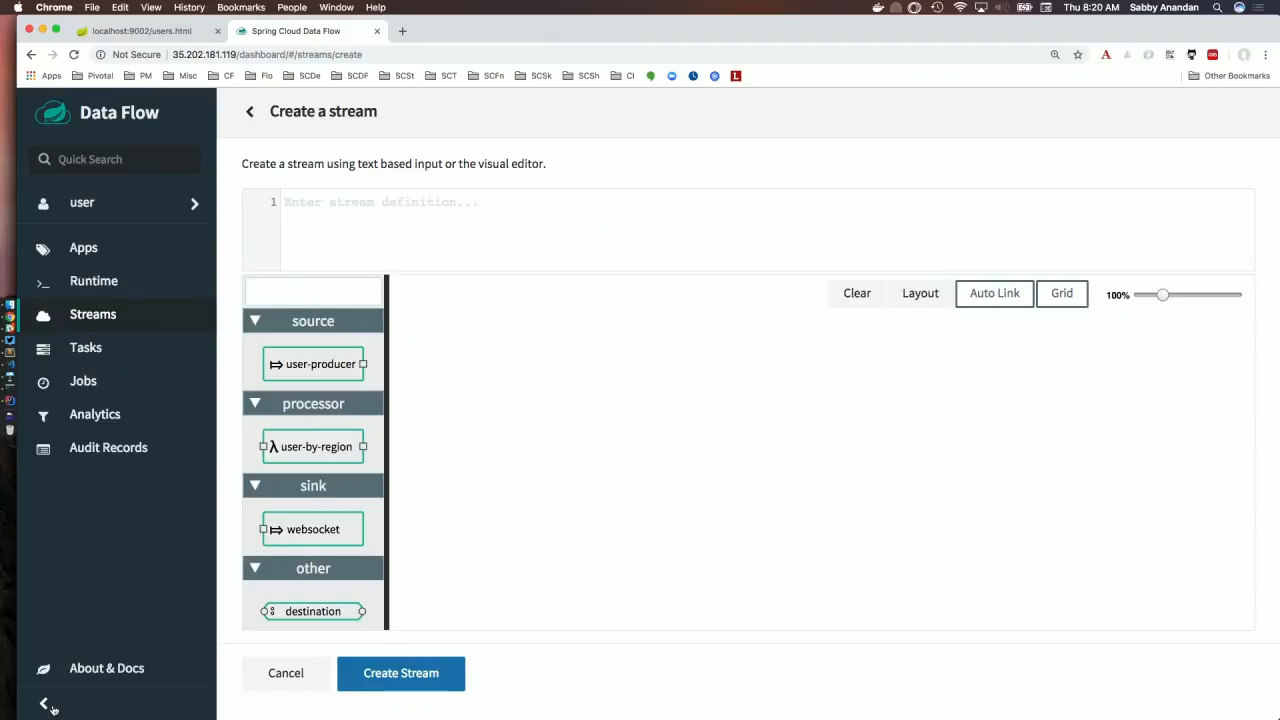 Chrome File Edit View History Bookmarks People Window Help Thu 8:20 AM Sabby Anandan
localhost:9002/users.html × Spring Cloud Data Flow × +
Not Secure 35.202.181.119/dashboard/#/streams/create
Apps Pivotal PM Misc CF Flo SCDe SCDF SCSt SCT SCFn SCSk SCSh CI Other Bookmarks
Data Flow
Create a stream
Quick Search
Create a stream using text based input or the visual editor.
user
1 Enter stream definition...
Apps
Runtime
Streams
Tasks
Jobs
Analytics
Audit Records
Clear Layout Auto Link Grid 100%
source
user-producer
processor
λ user-by-region
sink
websocket
other
destination
About & Docs
Cancel Create Stream